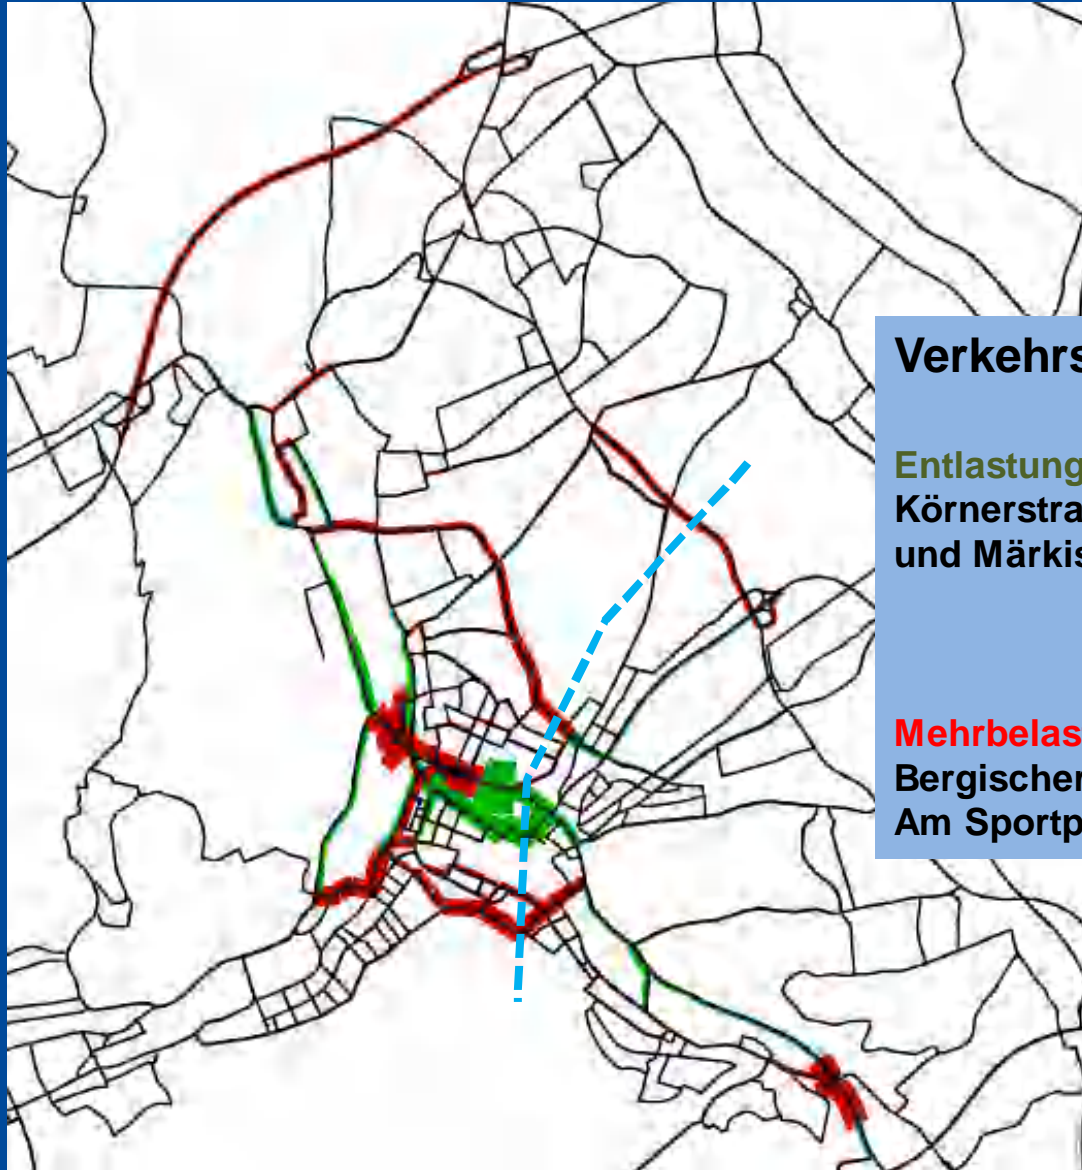 Verkehrs
Entlastung
Körnerstra
und Märkis
Mehrbelas
Bergischer
Am Sportp